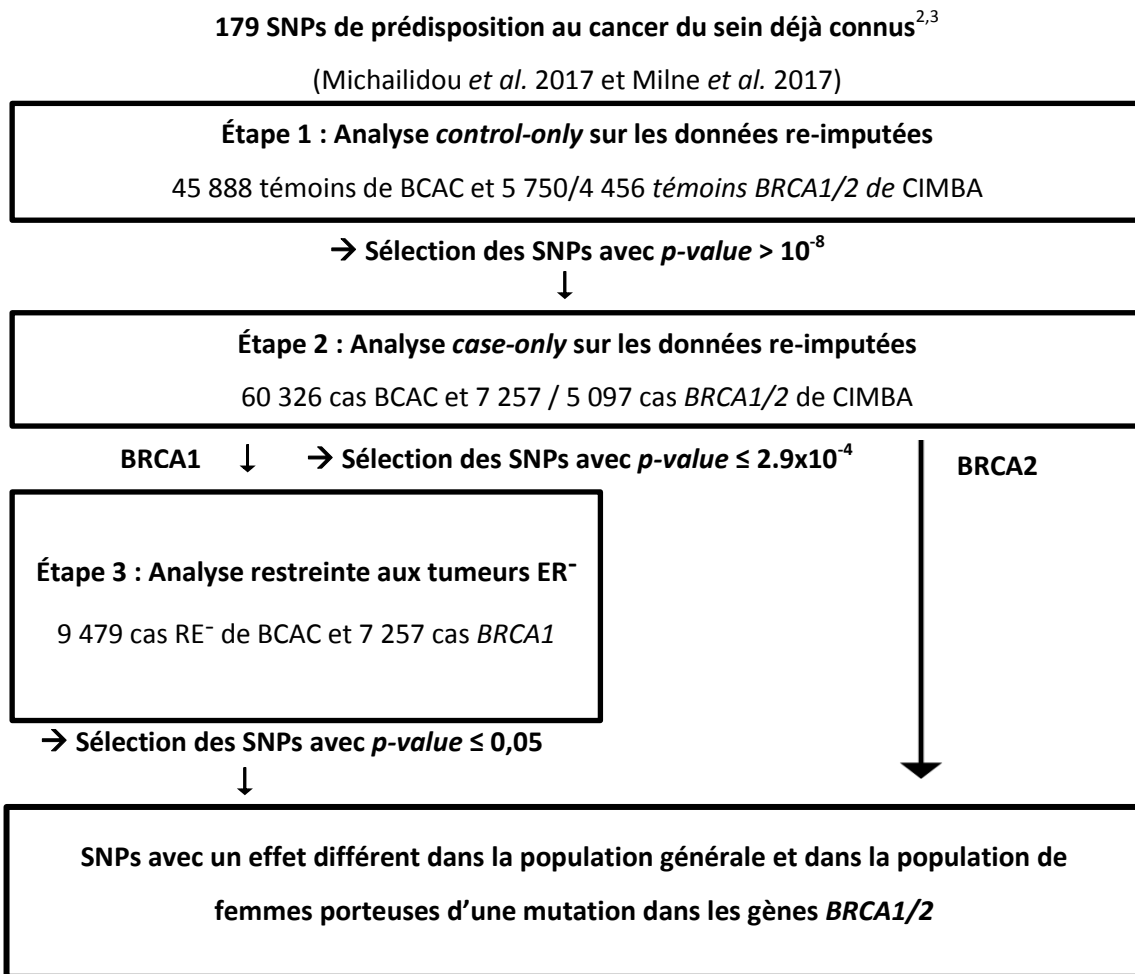 179 SNPs de prédisposition au cancer du sein déjà connus2,3
(Michailidou et al. 2017 et Milne et al. 2017)
Étape 1 : Analyse control-only sur les données re-imputées
45 888 témoins de BCAC et 5 750/4 456 témoins BRCA1/2 de CIMBA
→ Sélection des SNPs avec p-value > 10-8
↓
Étape 2 : Analyse case-only sur les données re-imputées
60 326 cas BCAC et 7 257 / 5 097 cas BRCA1/2 de CIMBA
BRCA1 ↓ → Sélection des SNPs avec p-value ≤ 2.9x10-4
BRCA2
Étape 3 : Analyse restreinte aux tumeurs ER-
9 479 cas RE- de BCAC et 7 257 cas BRCA1
→ Sélection des SNPs avec p-value ≤ 0,05
↓
SNPs avec un effet différent dans la population générale et dans la population de
femmes porteuses d’une mutation dans les gènes BRCA1/2